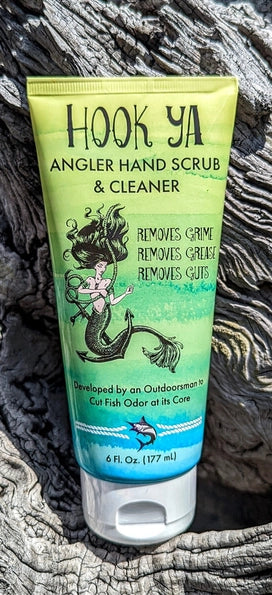 HOOK YA
ANGLER HAND SCRUB
& CLEANER
REMOVES GRIME
REMOVES GREASE
REMOVES GUTS
Developed by an Outdoorsman to
Cut Fish Odor at its Core
6 Fl. Oz. (177 mL)